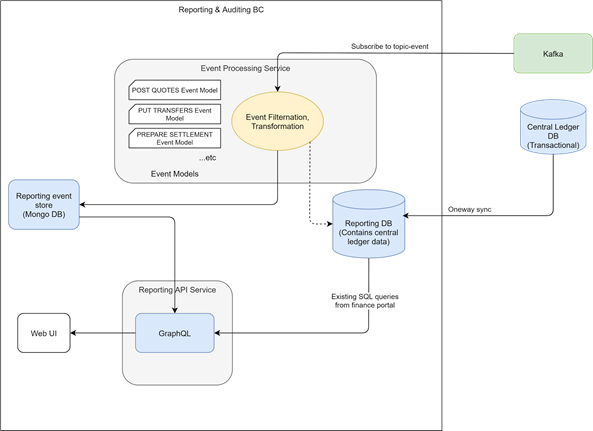 Reporting & Auditing BC
Subscribe to topic-event
Kafka
Event Processing Service
POST QUOTES Event Model
PUT TRANSFERS Event
Model
PREPARE SETTLEMENT
Event Model
...etc
Event Models
Event Filternation,
Transformation
Central Ledger
DB
(Transactional)
Reporting event
store
(Mongo DB)
Reporting DB
(Contains central
ledger data)
Oneway sync
Reporting API Service
Existing SQL queries
from finance portal
Web UI
GraphQL